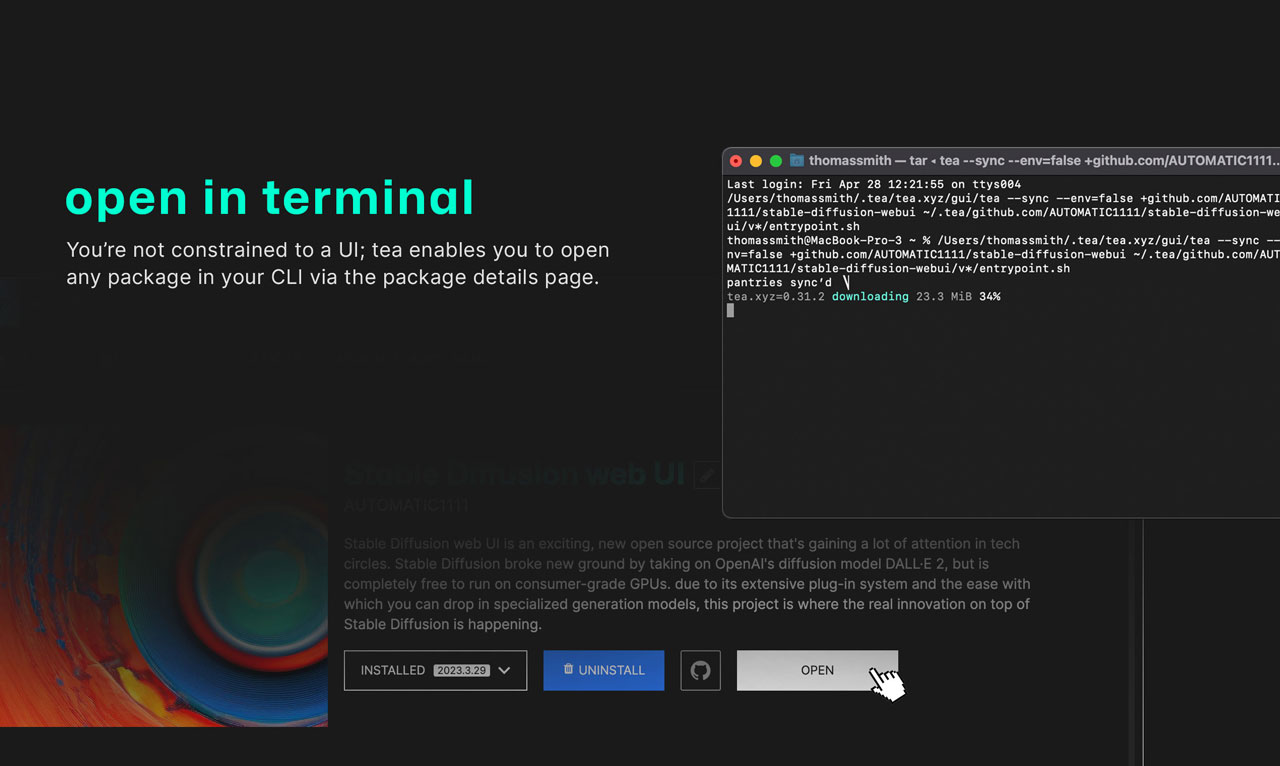 open in terminal
You’re not constrained to a UI; tea enables you to open
any package in your CLI via the package details page.
thomassmith — tar ◂ tea --sync --env=false +github.com/AUTOMATIC1111...
Last login: Fri Apr 28 12:21:55 on ttys004
/Users/thomassmith/.tea/tea.xyz/gui/tea --sync --env=false +github.com/AUTOMATI
1111/stable-diffusion-webui ~/.tea/github.com/AUTOMATIC1111/stable-diffusion-we
ui/v*/entrypoint.sh
thomassmith@MacBook-Pro-3 ~ % /Users/thomassmith/.tea/tea.xyz/gui/tea --sync --
nv=false +github.com/AUTOMATIC1111/stable-diffusion-webui ~/.tea/github.com/AUT
MATIC1111/stable-diffusion-webui/v*/entrypoint.sh
pantries sync’d
tea.xyz=0.31.2 downloading 23.3 MiB 34%
Stable Diffusion web UI
AUTOMATIC1111
Stable Diffusion web UI is an exciting, new open source project that's gaining a lot of attention in tech
circles. Stable Diffusion broke new ground by taking on OpenAI's diffusion model DALL·E 2, but is
completely free to run on consumer-grade GPUs. due to its extensive plug-in system and the ease with
which you can drop in specialized generation models, this project is where the real innovation on top of
Stable Diffusion is happening.
INSTALLED 2023.3.29
UNINSTALL
OPEN